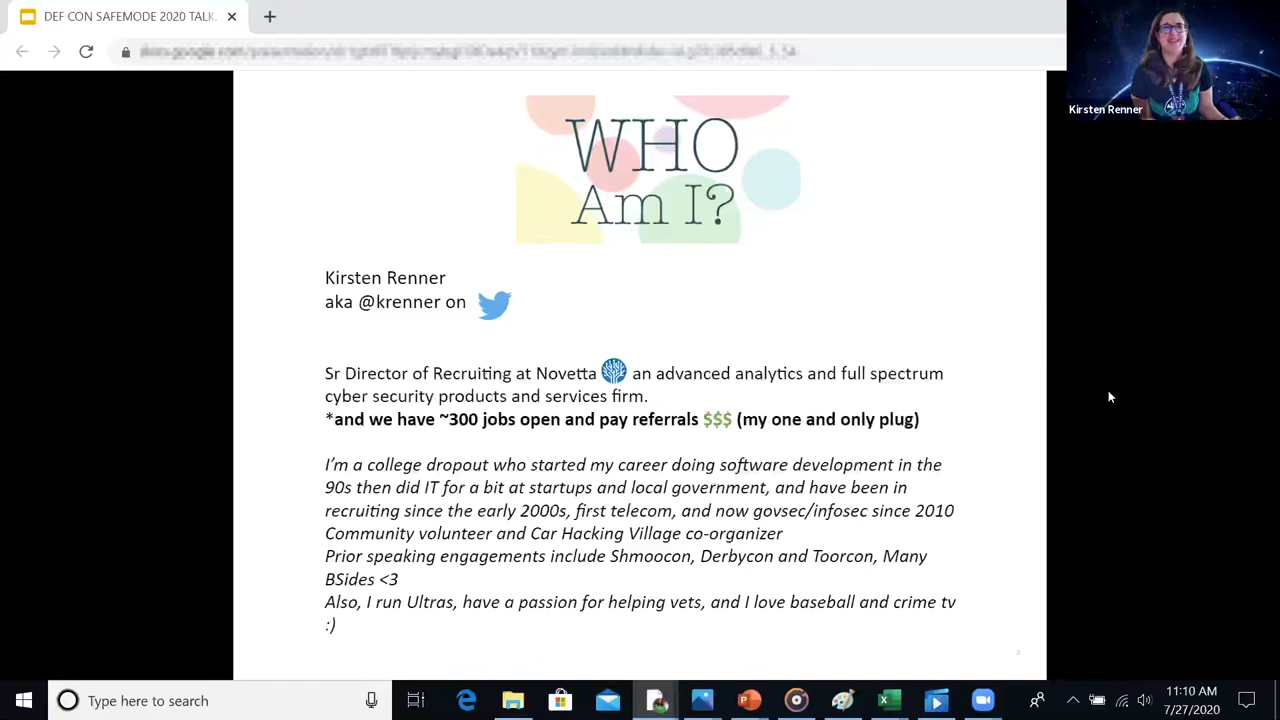 DEF CON SAFEMODE 2020 TALK
Kirsten Renner
WHO
Am I?
Kirsten Renner
aka @krenner on
Sr Director of Recruiting at Novetta an advanced analytics and full spectrum
cyber security products and services firm.
*and we have ~300 jobs open and pay referrals $$$ (my one and only plug)
I'm a college dropout who started my career doing software development in the
90s then did IT for a bit at startups and local government, and have been in
recruiting since the early 2000s, first telecom, and now govsec/infosec since 2010
Community volunteer and Car Hacking Village co-organizer
Prior speaking engagements include Shmoocon, Derbycon and Toorcon, Many
BSides <3
Also, I run Ultras, have a passion for helping vets, and I love baseball and crime tv
:)
2
Type here to search
11:10 AM
7/27/2020